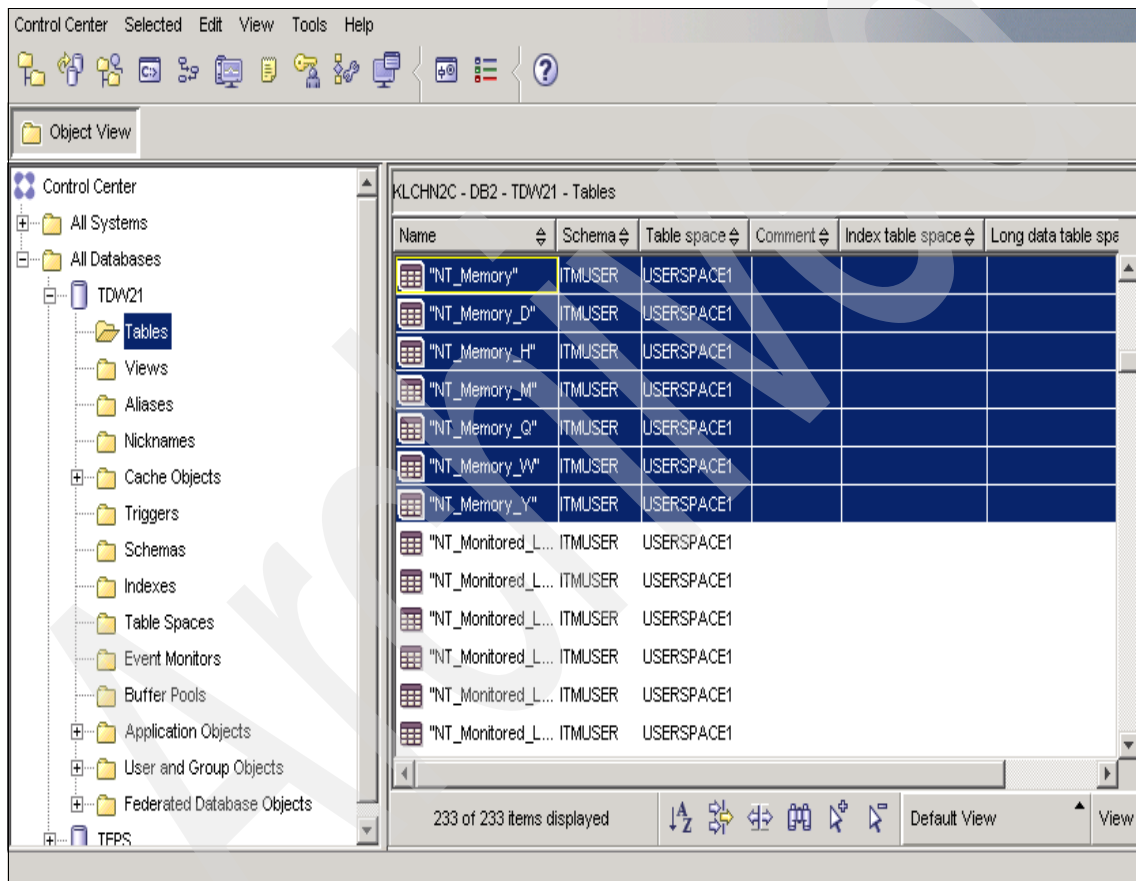 Control Center Selected Edit View Tools Help
Object View
Control Center
All Systems
All Databases
TDW21
Tables
Views
Aliases
Nicknames
Cache Objects
Triggers
Schemas
Indexes
Table Spaces
Event Monitors
Buffer Pools
Application Objects
User and Group Objects
Federated Database Objects
TEPS
KLCHN2C - DB2 - TDW21 - Tables
Name Schema Table space Comment Index table space Long data table spa
"NT_Memory" ITMUSER USERSPACE1
"NT_Memory_D" ITMUSER USERSPACE1
"NT_Memory_H" ITMUSER USERSPACE1
"NT_Memory_M" ITMUSER USERSPACE1
"NT_Memory_Q" ITMUSER USERSPACE1
"NT_Memory_W" ITMUSER USERSPACE1
"NT_Memory_Y" ITMUSER USERSPACE1
"NT_Monitored_L... ITMUSER USERSPACE1
"NT_Monitored_L... ITMUSER USERSPACE1
"NT_Monitored_L... ITMUSER USERSPACE1
"NT_Monitored_L... ITMUSER USERSPACE1
"NT_Monitored_L... ITMUSER USERSPACE1
"NT_Monitored_L... ITMUSER USERSPACE1
233 of 233 items displayed
Default View
View
Archived